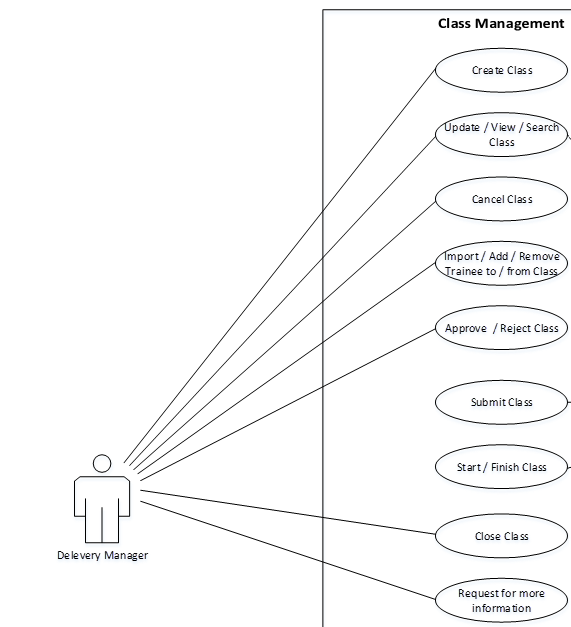 Class Management
Create Class
Update / View / Search
Class
Cancel Class
Import / Add / Remove
Trainee to / from Class
Approve / Reject Class
Submit Class
Start / Finish Class
Close Class
Request for more
information
Delevery Manager